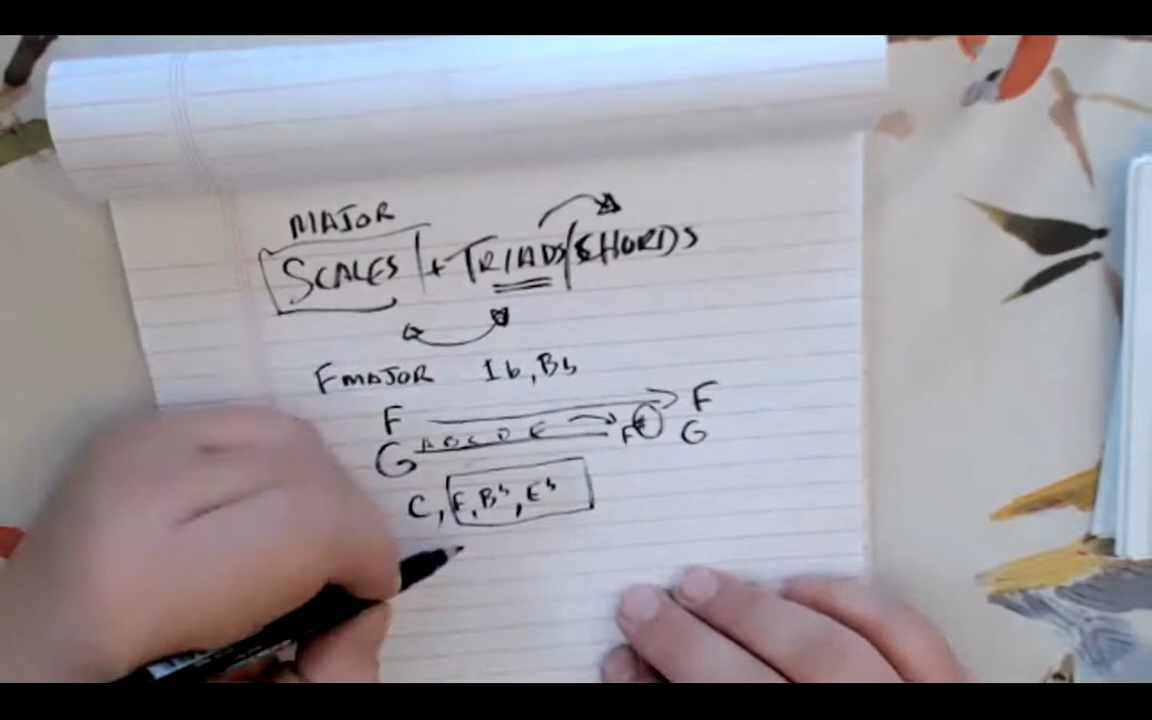 MAJOR
SCALES + TRIADS/CHORDS
F MAJOR 1b, Bb
F F
G A B C D E F# G
C, F, Bb, Eb